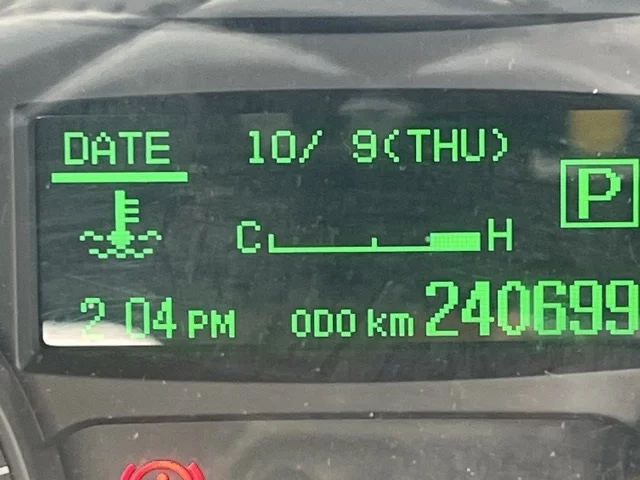 DATE 10/ 9(THU)
P
C H
2 04 PM ODO km 240699